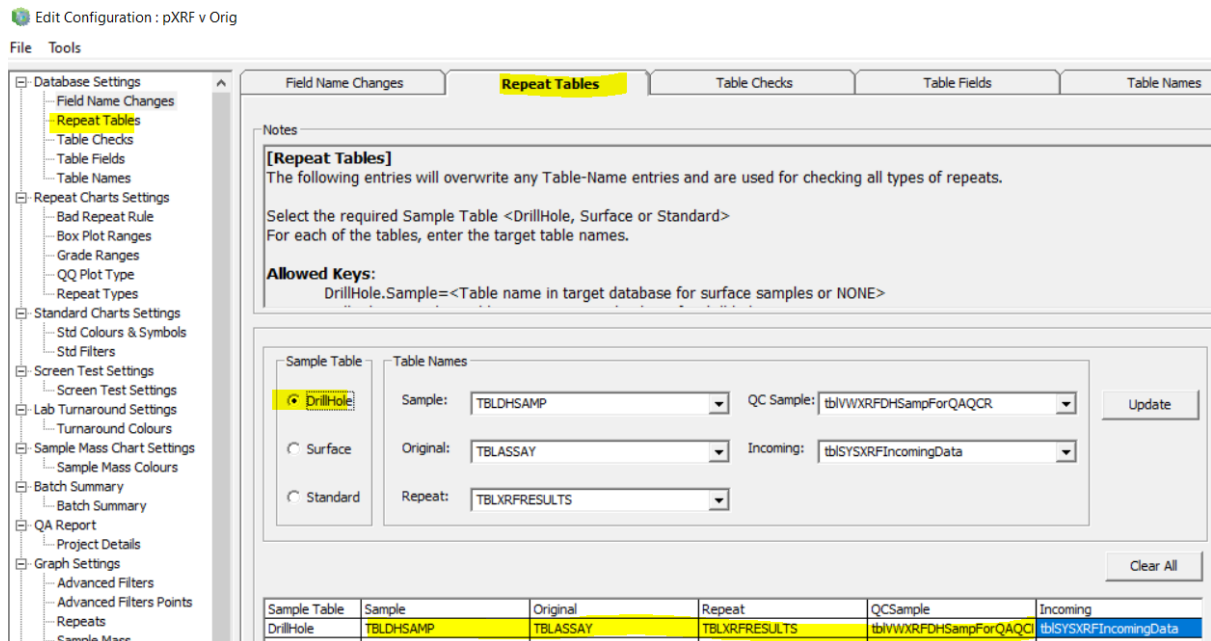 Edit Configuration : pXRF v Orig
File Tools
Database Settings
Field Name Changes
Repeat Tables
Table Checks
Table Fields
Table Names
Repeat Charts Settings
Bad Repeat Rule
Box Plot Ranges
Grade Ranges
QQ Plot Type
Repeat Types
Standard Charts Settings
Std Colours & Symbols
Std Filters
Screen Test Settings
Screen Test Settings
Lab Turnaround Settings
Turnaround Colours
Sample Mass Chart Settings
Sample Mass Colours
Batch Summary
Batch Summary
QA Report
Project Details
Graph Settings
Advanced Filters
Advanced Filters Points
Repeats
Sample Mass
Field Name Changes Repeat Tables Table Checks Table Fields Table Names
Notes
[Repeat Tables]
The following entries will overwrite any Table-Name entries and are used for checking all types of repeats.
Select the required Sample Table <DrillHole, Surface or Standard>
For each of the tables, enter the target table names.
Allowed Keys:
DrillHole.Sample=<Table name in target database for surface samples or NONE>
Sample Table Table Names
DrillHole Sample: TBLDHSAMP QC Sample: tblVWXRFDHSampForQAQCR Update
Surface Original: TBLASSAY Incoming: tblSYSXRFIncomingData
Standard Repeat: TBLXRFRESULTS
Clear All
Sample Table Sample Original Repeat QCSample Incoming
DrillHole TBLDHSAMP TBLASSAY TBLXRFRESULTS tblVWXRFDHSampForQAQCI tblSYSXRFIncomingData